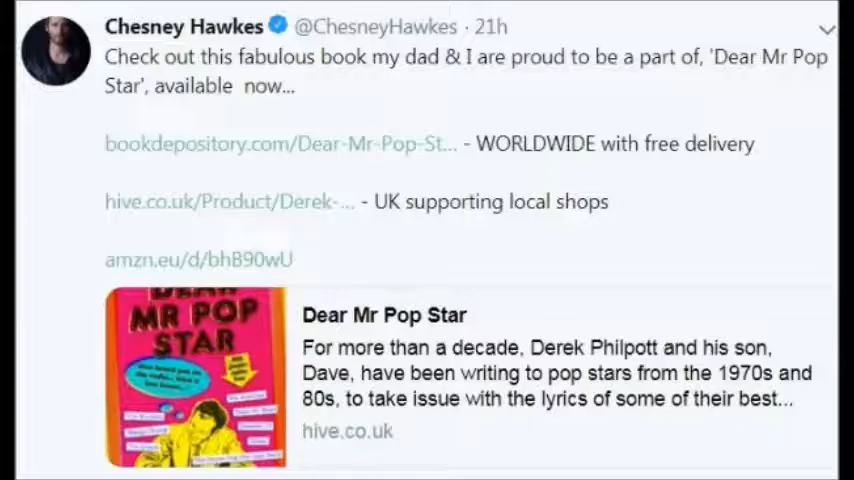 Chesney Hawkes @ChesneyHawkes · 21h
Check out this fabulous book my dad & I are proud to be a part of, 'Dear Mr Pop
Star', available now...
bookdepository.com/Dear-Mr-Pop-St... - WORLDWIDE with free delivery
hive.co.uk/Product/Derek-... - UK supporting local shops
amzn.eu/d/bhB90wU
DEAR
MR POP
STAR
Dear Mr Pop Star
For more than a decade, Derek Philpott and his son,
Dave, have been writing to pop stars from the 1970s and
80s, to take issue with the lyrics of some of their best...
hive.co.uk